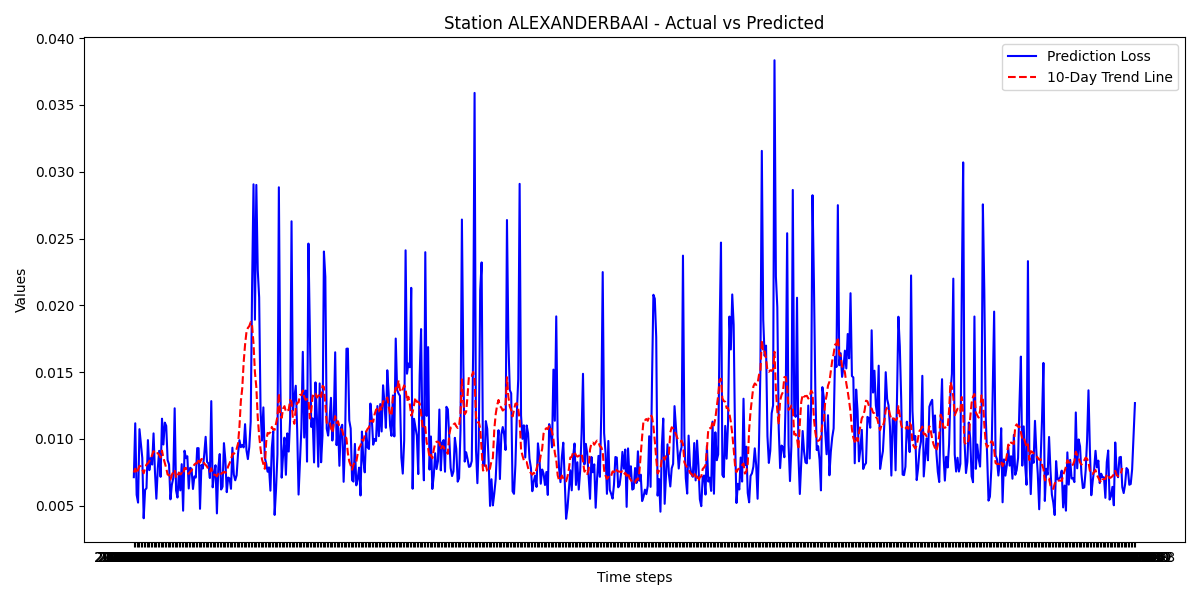 Station ALEXANDERBAAI - Actual vs Predicted
Prediction Loss
10-Day Trend Line
0.040
0.035
0.030
0.025
0.020
0.015
0.010
0.005
Values
Time steps